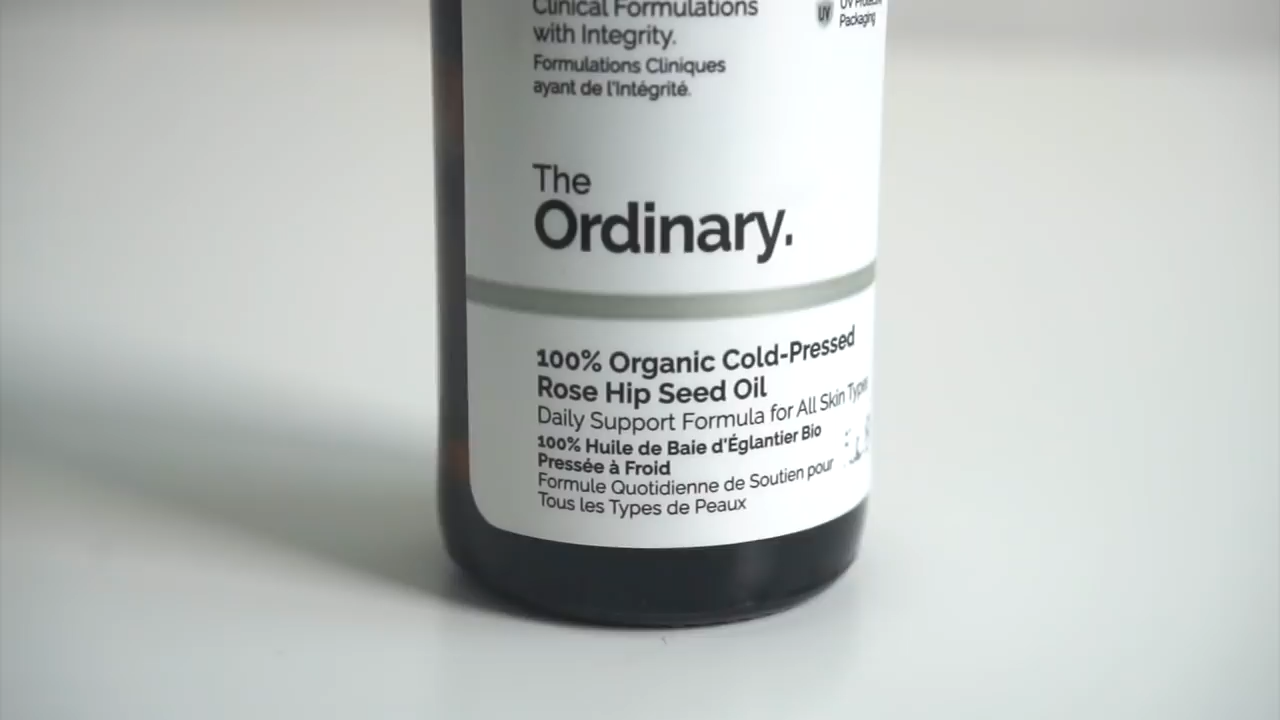 Clinical Formulations
with Integrity.
Formulations Cliniques
ayant de l'Intégrité.
UV
UV Protective
Packaging
The
Ordinary.
100% Organic Cold-Pressed
Rose Hip Seed Oil
Daily Support Formula for All Skin Types
100% Huile de Baie d'Églantier Bio
Pressée à Froid
Formule Quotidienne de Soutien pour
Tous les Types de Peaux